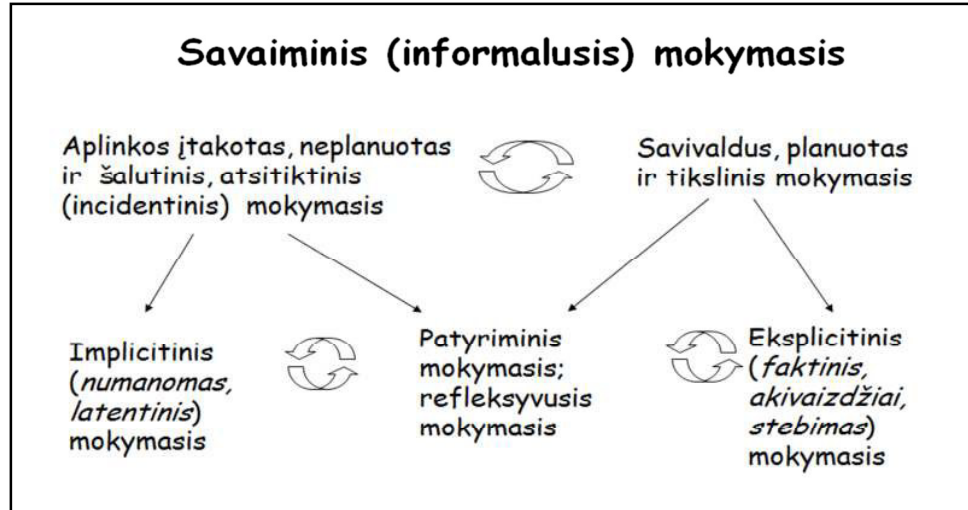 Savaiminis (informalusis) mokymasis
Aplinkos įtakotas, neplanuotas
ir šalutinis, atsitiktinis
(incidentinis) mokymasis
Savivaldus, planuotas
ir tikslinis mokymasis
Implicitinis
(numanomas,
latentinis)
mokymasis
Patyriminis
mokymasis;
refleksyvusis
mokymasis
Eksplicitinis
(faktinis,
akivaizdžiai,
stebimas)
mokymasis